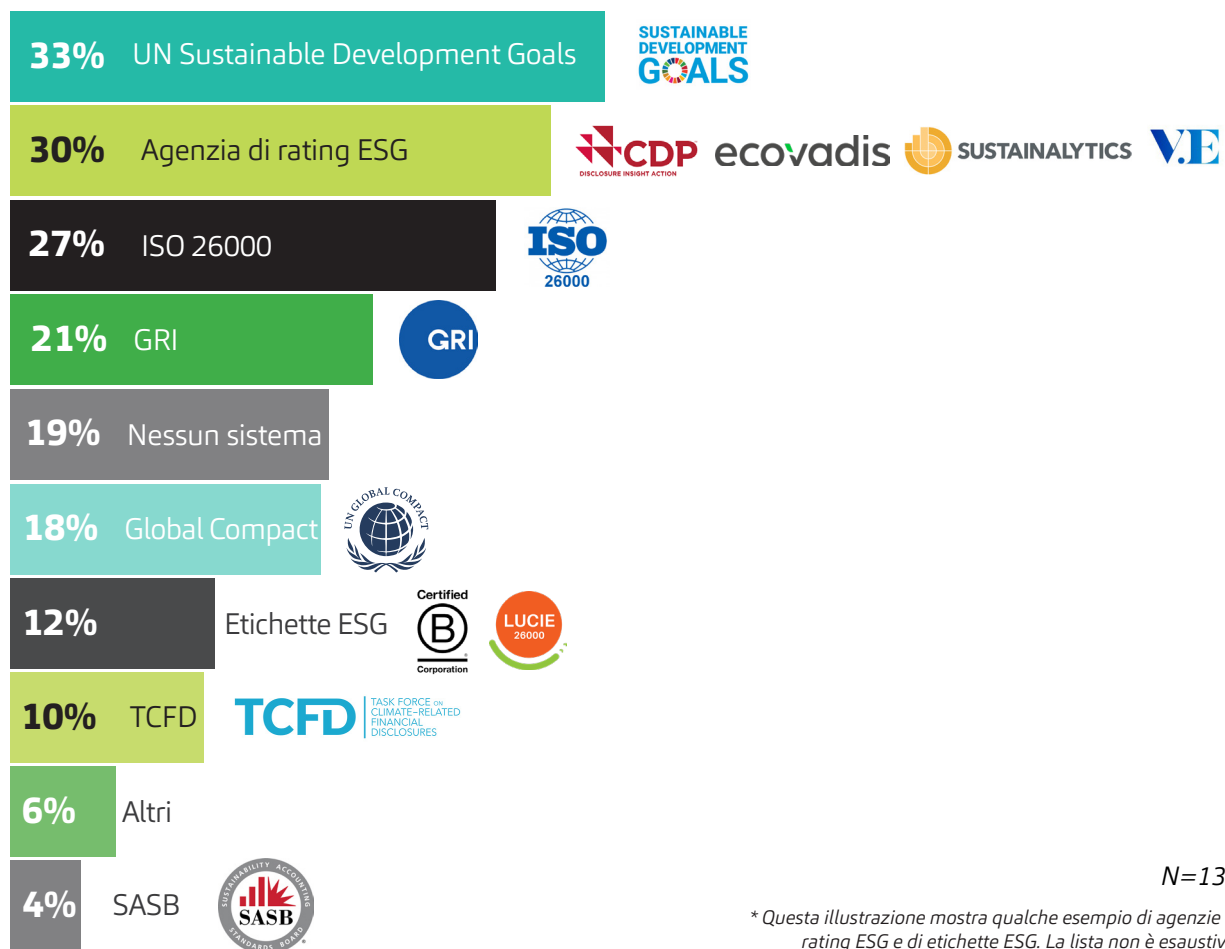 33% UN Sustainable Development Goals
SUSTAINABLE
DEVELOPMENT
GOALS
30% Agenzia di rating ESG
CDP
DISCLOSURE INSIGHT ACTION
ecovadis
SUSTAINALYTICS
V.E
27% ISO 26000
ISO
26000
21% GRI
GRI
19% Nessun sistema
18% Global Compact
UN GLOBAL COMPACT
12% Etichette ESG
Certified
B
Corporation
LUCIE
26000
10% TCFD
TCFD
TASK FORCE ON
CLIMATE-RELATED
FINANCIAL
DISCLOSURES
6% Altri
4% SASB
SUSTAINABILITY ACCOUNTING
SASB
STANDARDS BOARD
N=13
* Questa illustrazione mostra qualche esempio di agenzie
rating ESG e di etichette ESG. La lista non è esaustiv